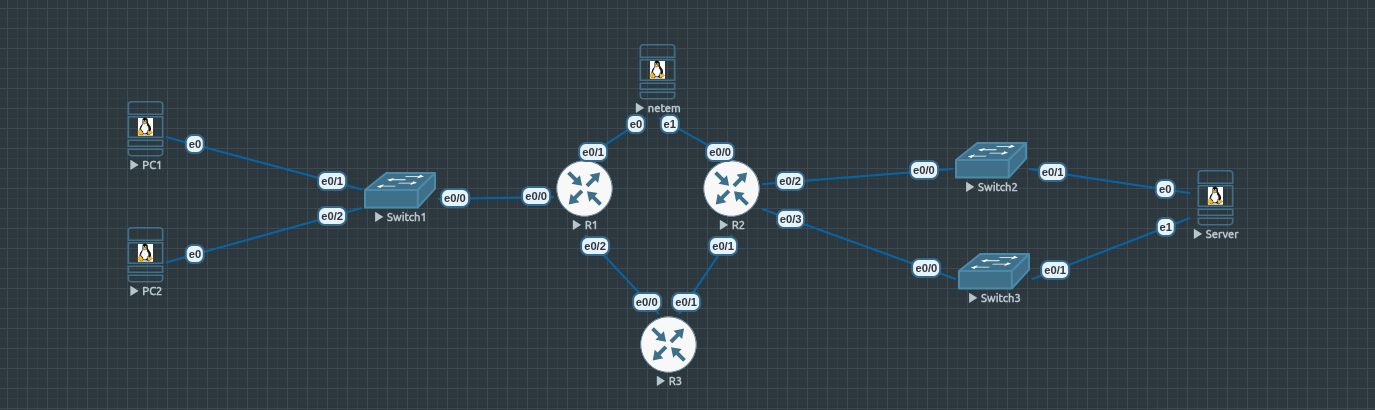 netem
e0
e1
PC1
e0
e0/1
e0/2
e0
PC2
Switch1
e0/0
e0/0
e0/1
R1
e0/2
e0/0
R2
e0/1
e0/2
e0/3
e0/0
e0/1
R3
e0/0
Switch2
e0/1
e0
e0/0
Switch3
e0/1
e1
Server